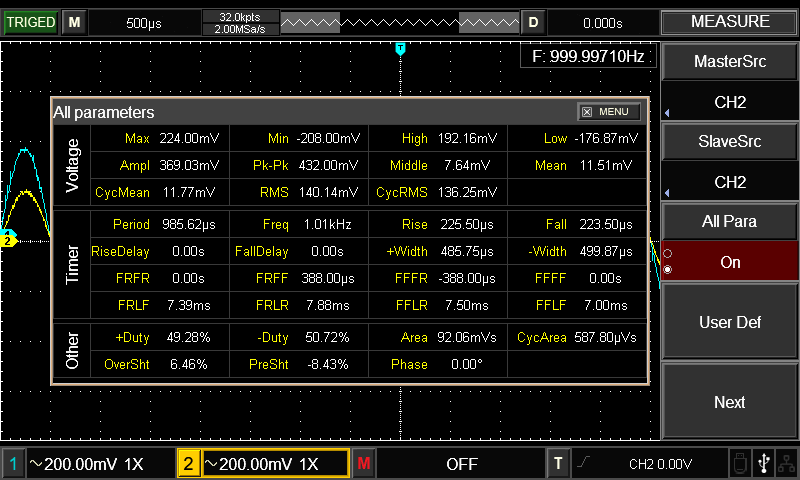 TRIGED M 500µs 32.0kpts D 0.000s MEASURE
2.00MSa/s
T
F: 999.99710Hz
MasterSrc
CH2
SlaveSrc
CH2
All Para
On
User Def
Next
All parameters MENU
Voltage
Max 224.00mV Min -208.00mV High 192.16mV Low -176.87mV
Ampl 369.03mV Pk-Pk 432.00mV Middle 7.64mV Mean 11.51mV
CycMean 11.77mV RMS 140.14mV CycRMS 136.25mV
Timer
Period 985.62µs Freq 1.01kHz Rise 225.50µs Fall 223.50µs
RiseDelay 0.00s FallDelay 0.00s +Width 485.75µs -Width 499.87µs
FRFR 0.00s FRFF 388.00µs FFFR -388.00µs FFFF 0.00s
FRLF 7.39ms FRLR 7.88ms FFLR 7.50ms FFLF 7.00ms
Other
+Duty 49.28% -Duty 50.72% Area 92.06mVs CycArea 587.80µVs
OverSht 6.46% PreSht -8.43% Phase 0.00°
2
1 ~200.00mV 1X 2 ~200.00mV 1X M OFF T CH2 0.00V